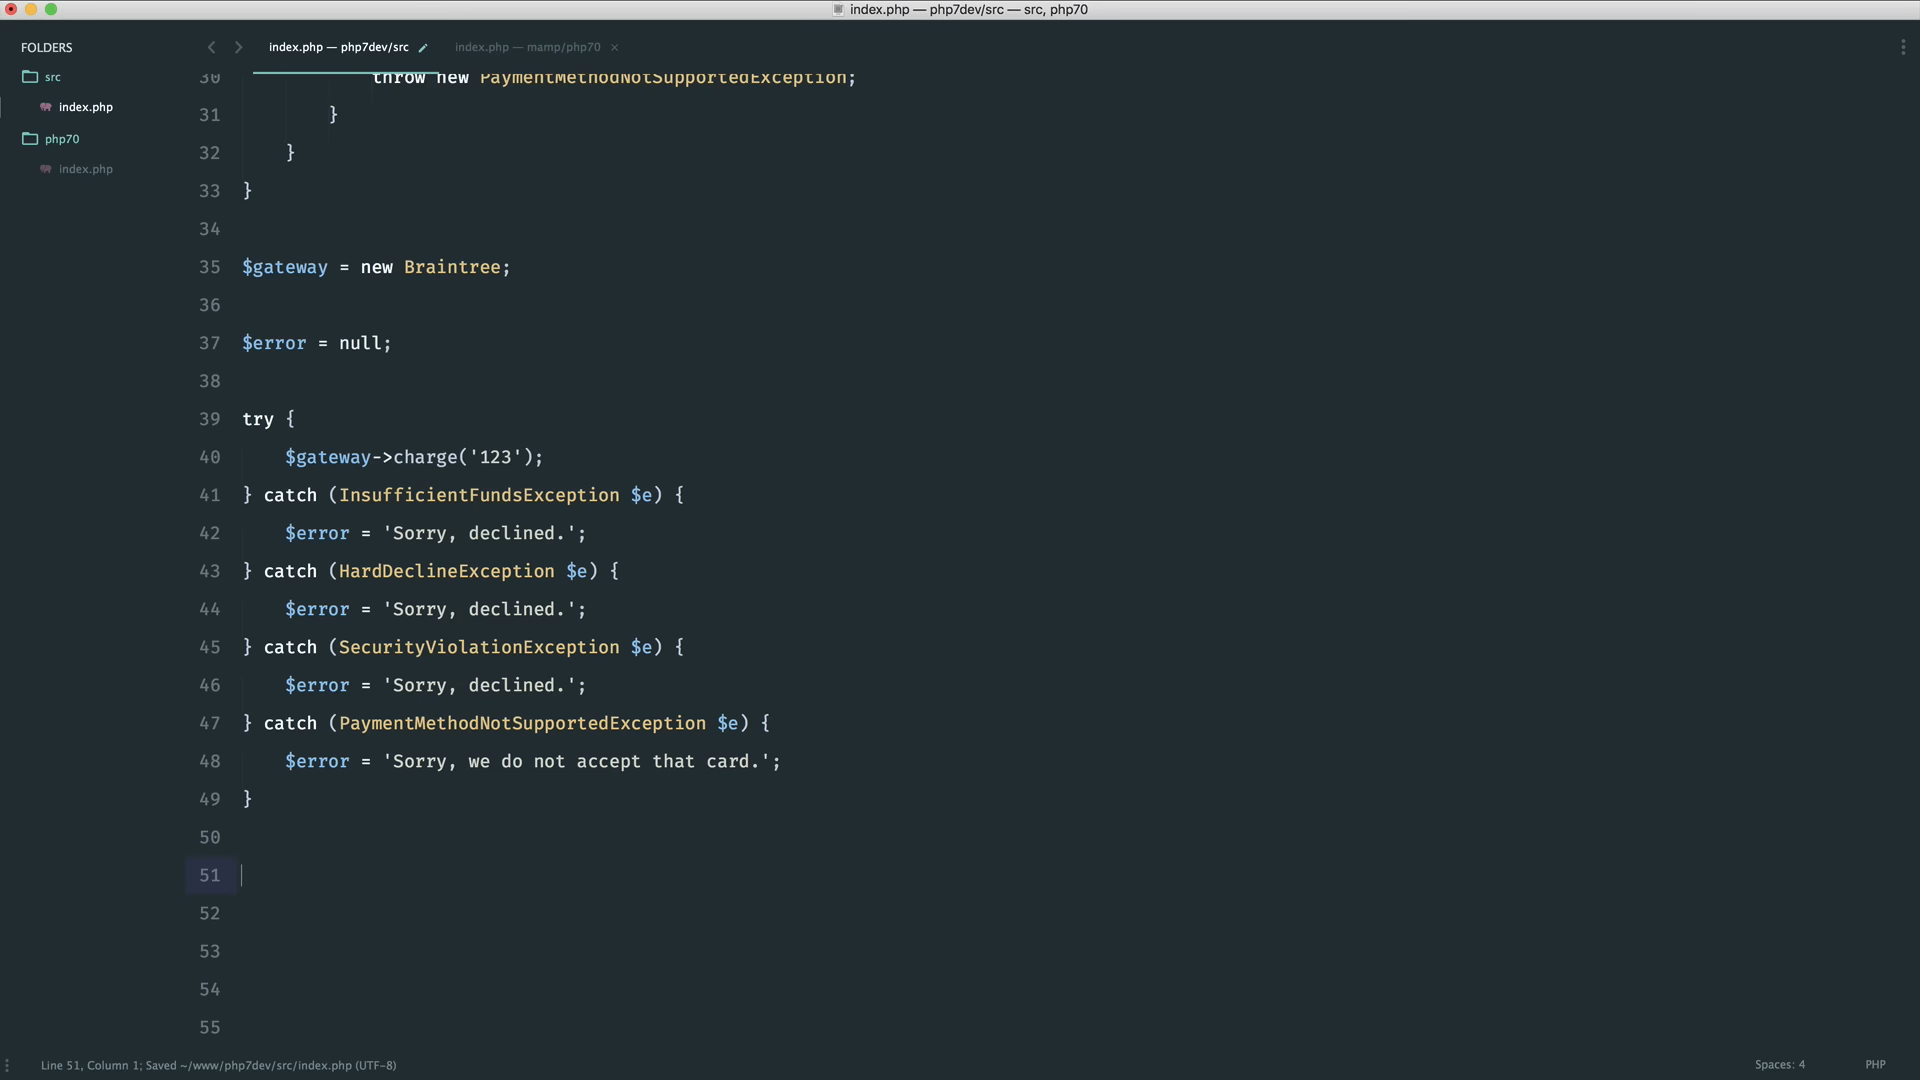 index.php — php7dev/src — src, php70
FOLDERS
src
index.php
php70
index.php
index.php — php7dev/src
index.php — mamp/php70 ×
30 throw new PaymentMethodNotSupportedException;
31 }
32 }
33 }
34
35 $gateway = new Braintree;
36
37 $error = null;
38
39 try {
40 $gateway->charge('123');
41 } catch (InsufficientFundsException $e) {
42 $error = 'Sorry, declined.';
43 } catch (HardDeclineException $e) {
44 $error = 'Sorry, declined.';
45 } catch (SecurityViolationException $e) {
46 $error = 'Sorry, declined.';
47 } catch (PaymentMethodNotSupportedException $e) {
48 $error = 'Sorry, we do not accept that card.';
49 }
50
51
52
53
54
55
Line 51, Column 1; Saved ~/www/php7dev/src/index.php (UTF-8)
Spaces: 4
PHP